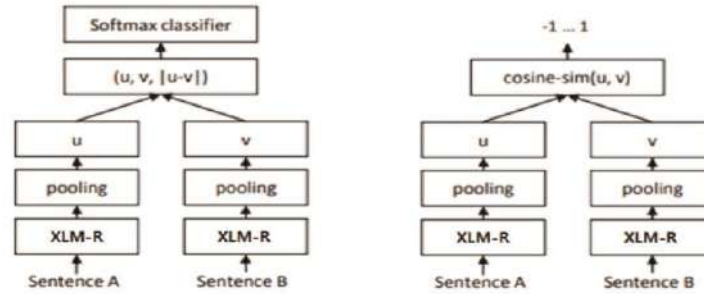 Softmax classifier
(u, v, |u-v|)
u
v
pooling
pooling
XLM-R
XLM-R
Sentence A
Sentence B
-1 ... 1
cosine-sim(u, v)
u
v
pooling
pooling
XLM-R
XLM-R
Sentence A
Sentence B